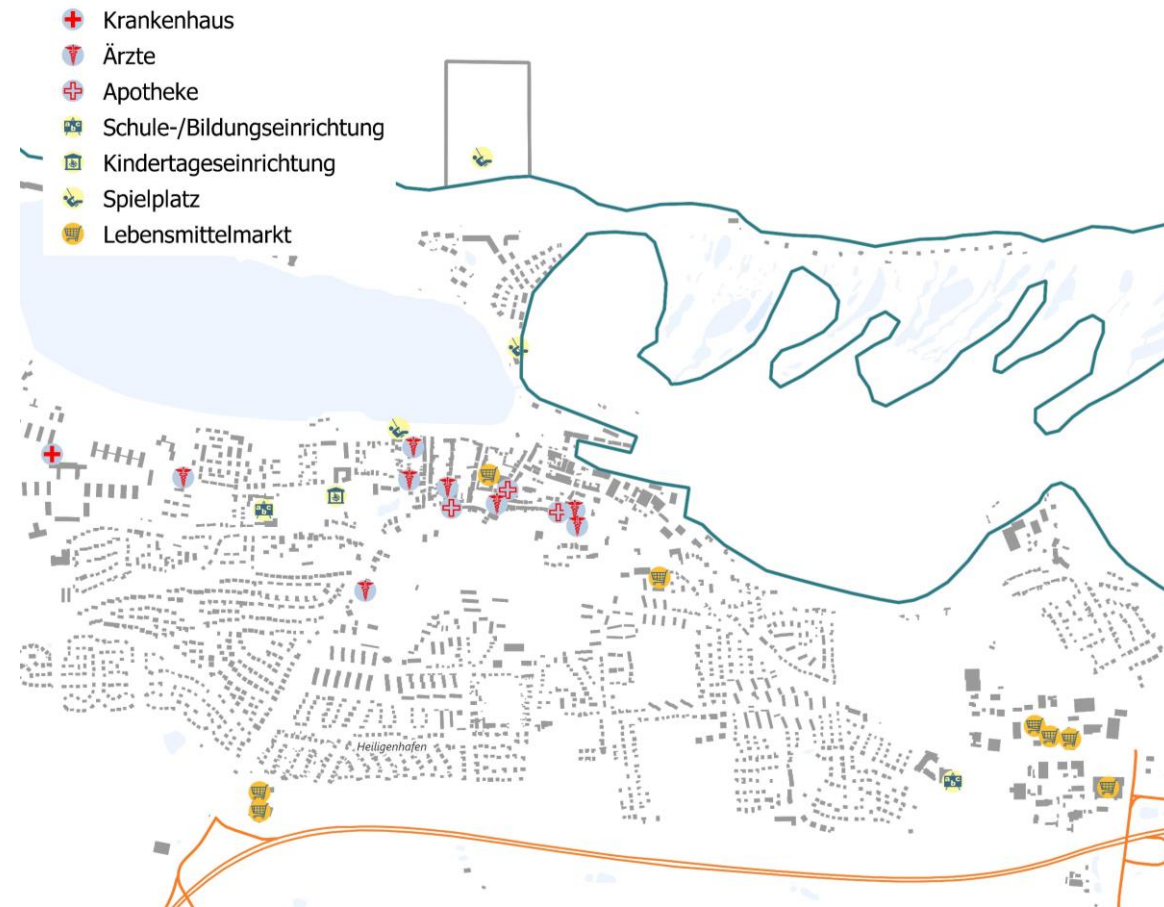 Krankenhaus
Ärzte
Apotheke
Schule-/Bildungseinrichtung
Kindertageseinrichtung
Spielplatz
Lebensmittelmarkt
Heiligenhafen